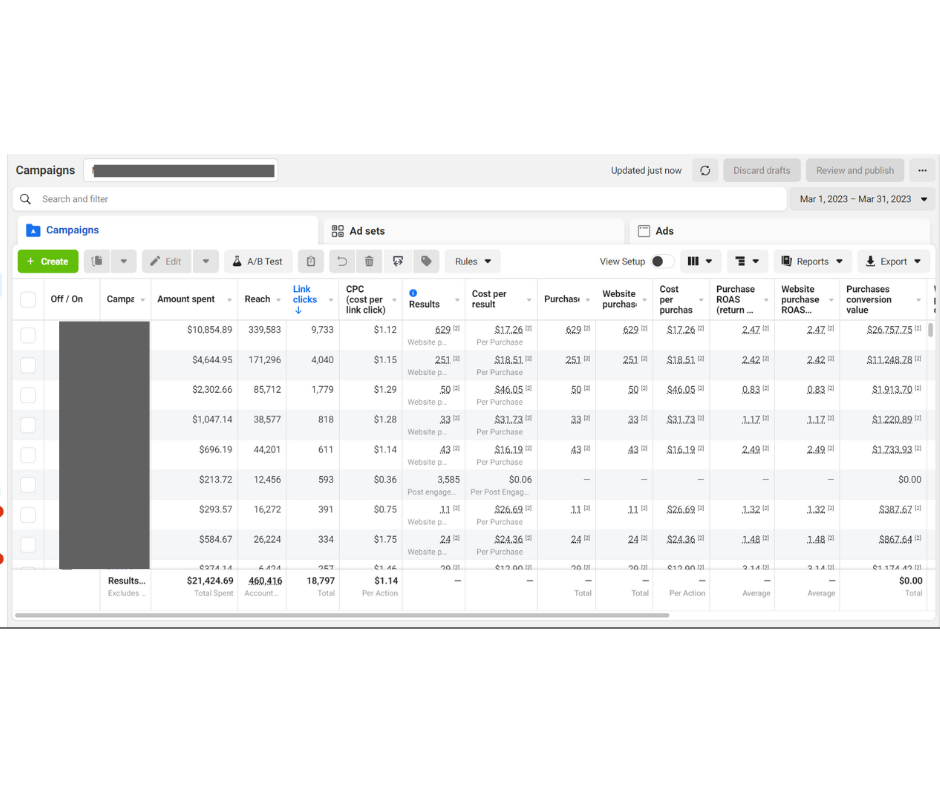 Campaigns
Updated just now Discard drafts Review and publish ...
Search and filter Mar 1, 2023 – Mar 31, 2023
Campaigns Ad sets Ads
+ Create Edit A/B Test Rules View Setup Reports Export
Off / On Campa Amount spent Reach Link clicks ↓ CPC (cost per link click) Results Cost per result Purchas Website purchas Cost per purchas Purchase ROAS (return ... Website purchase ROAS... Purchases conversion value
$10,854.89 339,583 9,733 $1.12 629 [2] $17.26 [2] 629 [2] 629 [2] $17.26 [2] 2.47 [2] 2.47 [2] $26,757.75 [2]
Website p... Per Purchase
$4,644.95 171,296 4,040 $1.15 251 [2] $18.51 [2] 251 [2] 251 [2] $18.51 [2] 2.42 [2] 2.42 [2] $11,248.78 [2]
Website p... Per Purchase
$2,302.66 85,712 1,779 $1.29 50 [2] $46.05 [2] 50 [2] 50 [2] $46.05 [2] 0.83 [2] 0.83 [2] $1,913.70 [2]
Website p... Per Purchase
$1,047.14 38,577 818 $1.28 33 [2] $31.73 [2] 33 [2] 33 [2] $31.73 [2] 1.17 [2] 1.17 [2] $1,220.89 [2]
Website p... Per Purchase
$696.19 44,201 611 $1.14 43 [2] $16.19 [2] 43 [2] 43 [2] $16.19 [2] 2.49 [2] 2.49 [2] $1,733.93 [2]
Website p... Per Purchase
$213.72 12,456 593 $0.36 3,585 $0.06 — — — — — $0.00
Post engage... Per Post Engag...
$293.57 16,272 391 $0.75 11 [2] $26.69 [2] 11 [2] 11 [2] $26.69 [2] 1.32 [2] 1.32 [2] $387.67 [2]
Website p... Per Purchase
$584.67 26,224 334 $1.75 24 [2] $24.36 [2] 24 [2] 24 [2] $24.36 [2] 1.48 [2] 1.48 [2] $867.64 [2]
Website p... Per Purchase
$374.14 6,424 257 $1.46 29 [2] $12.90 [2] 29 [2] 29 [2] $12.90 [2] 3.14 [2] 3.14 [2] $1,174.42 [2]
Results... $21,424.69 460,416 18,797 $1.14 — — — — — — — $0.00
Excludes ... Total Spent Account... Total Per Action Total Total Per Action Average Average Total